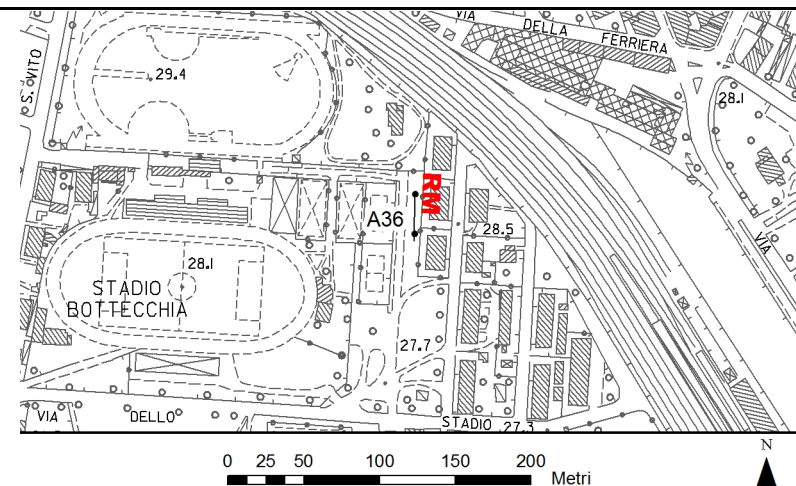 VIA
DELLA
FERRIERA
S. VITO
29.4
28.1
RM
A36
28.5
28.1
STADIO
BOTTECCHIA
27.7
VIA
VIA
DELLO
STADIO
27.3
N
0 25 50 100 150 200
Metri